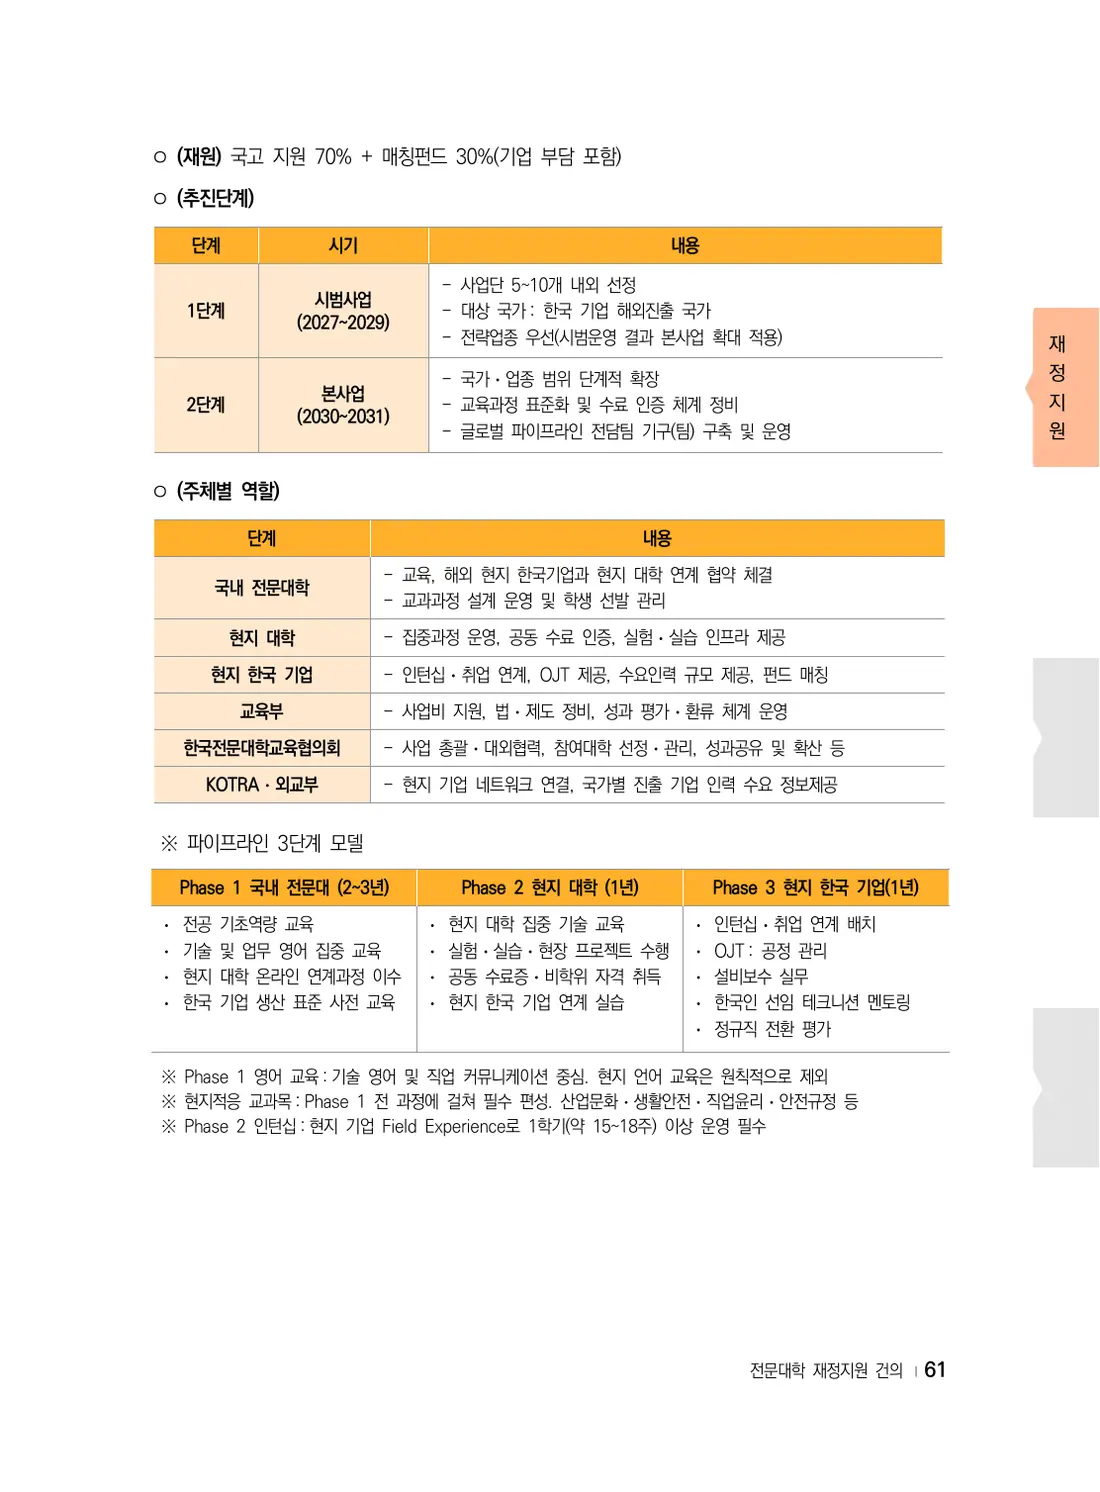 ○ (재원) 국고 지원 70% + 매칭펀드 30%(기업 부담 포함)
○ (추진단계)
단계 시기 내용
1단계 시범사업 (2027~2029)
- 사업단 5~10개 내외 선정
- 대상 국가 : 한국 기업 해외진출 국가
- 전략업종 우선(시범운영 결과 본사업 확대 적용)
2단계 본사업 (2030~2031)
- 국가·업종 범위 단계적 확장
- 교육과정 표준화 및 수료 인증 체계 정비
- 글로벌 파이프라인 전담팀 기구(팀) 구축 및 운영
○ (주체별 역할)
단계 내용
국내 전문대학
- 교육, 해외 현지 한국기업과 현지 대학 연계 협약 체결
- 교과과정 설계 운영 및 학생 선발 관리
현지 대학 - 집중과정 운영, 공동 수료 인증, 실험·실습 인프라 제공
현지 한국 기업 - 인턴십·취업 연계, OJT 제공, 수요인력 규모 제공, 펀드 매칭
교육부 - 사업비 지원, 법·제도 정비, 성과 평가·환류 체계 운영
한국전문대학교육협의회 - 사업 총괄·대외협력, 참여대학 선정·관리, 성과공유 및 확산 등
KOTRA·외교부 - 현지 기업 네트워크 연결, 국가별 진출 기업 인력 수요 정보제공
※ 파이프라인 3단계 모델
Phase 1 국내 전문대 (2~3년)
· 전공 기초역량 교육
· 기술 및 업무 영어 집중 교육
· 현지 대학 온라인 연계과정 이수
· 한국 기업 생산 표준 사전 교육
Phase 2 현지 대학 (1년)
· 현지 대학 집중 기술 교육
· 실험·실습·현장 프로젝트 수행
· 공동 수료증·비학위 자격 취득
· 현지 한국 기업 연계 실습
Phase 3 현지 한국 기업(1년)
· 인턴십·취업 연계 배치
· OJT : 공정 관리
· 설비보수 실무
· 한국인 선임 테크니션 멘토링
· 정규직 전환 평가
※ Phase 1 영어 교육 : 기술 영어 및 직업 커뮤니케이션 중심. 현지 언어 교육은 원칙적으로 제외
※ 현지적응 교과목 : Phase 1 전 과정에 걸쳐 필수 편성. 산업문화·생활안전·직업윤리·안전규정 등
※ Phase 2 인턴십 : 현지 기업 Field Experience로 1학기(약 15~18주) 이상 운영 필수
재정지원
전문대학 재정지원 건의 | 61